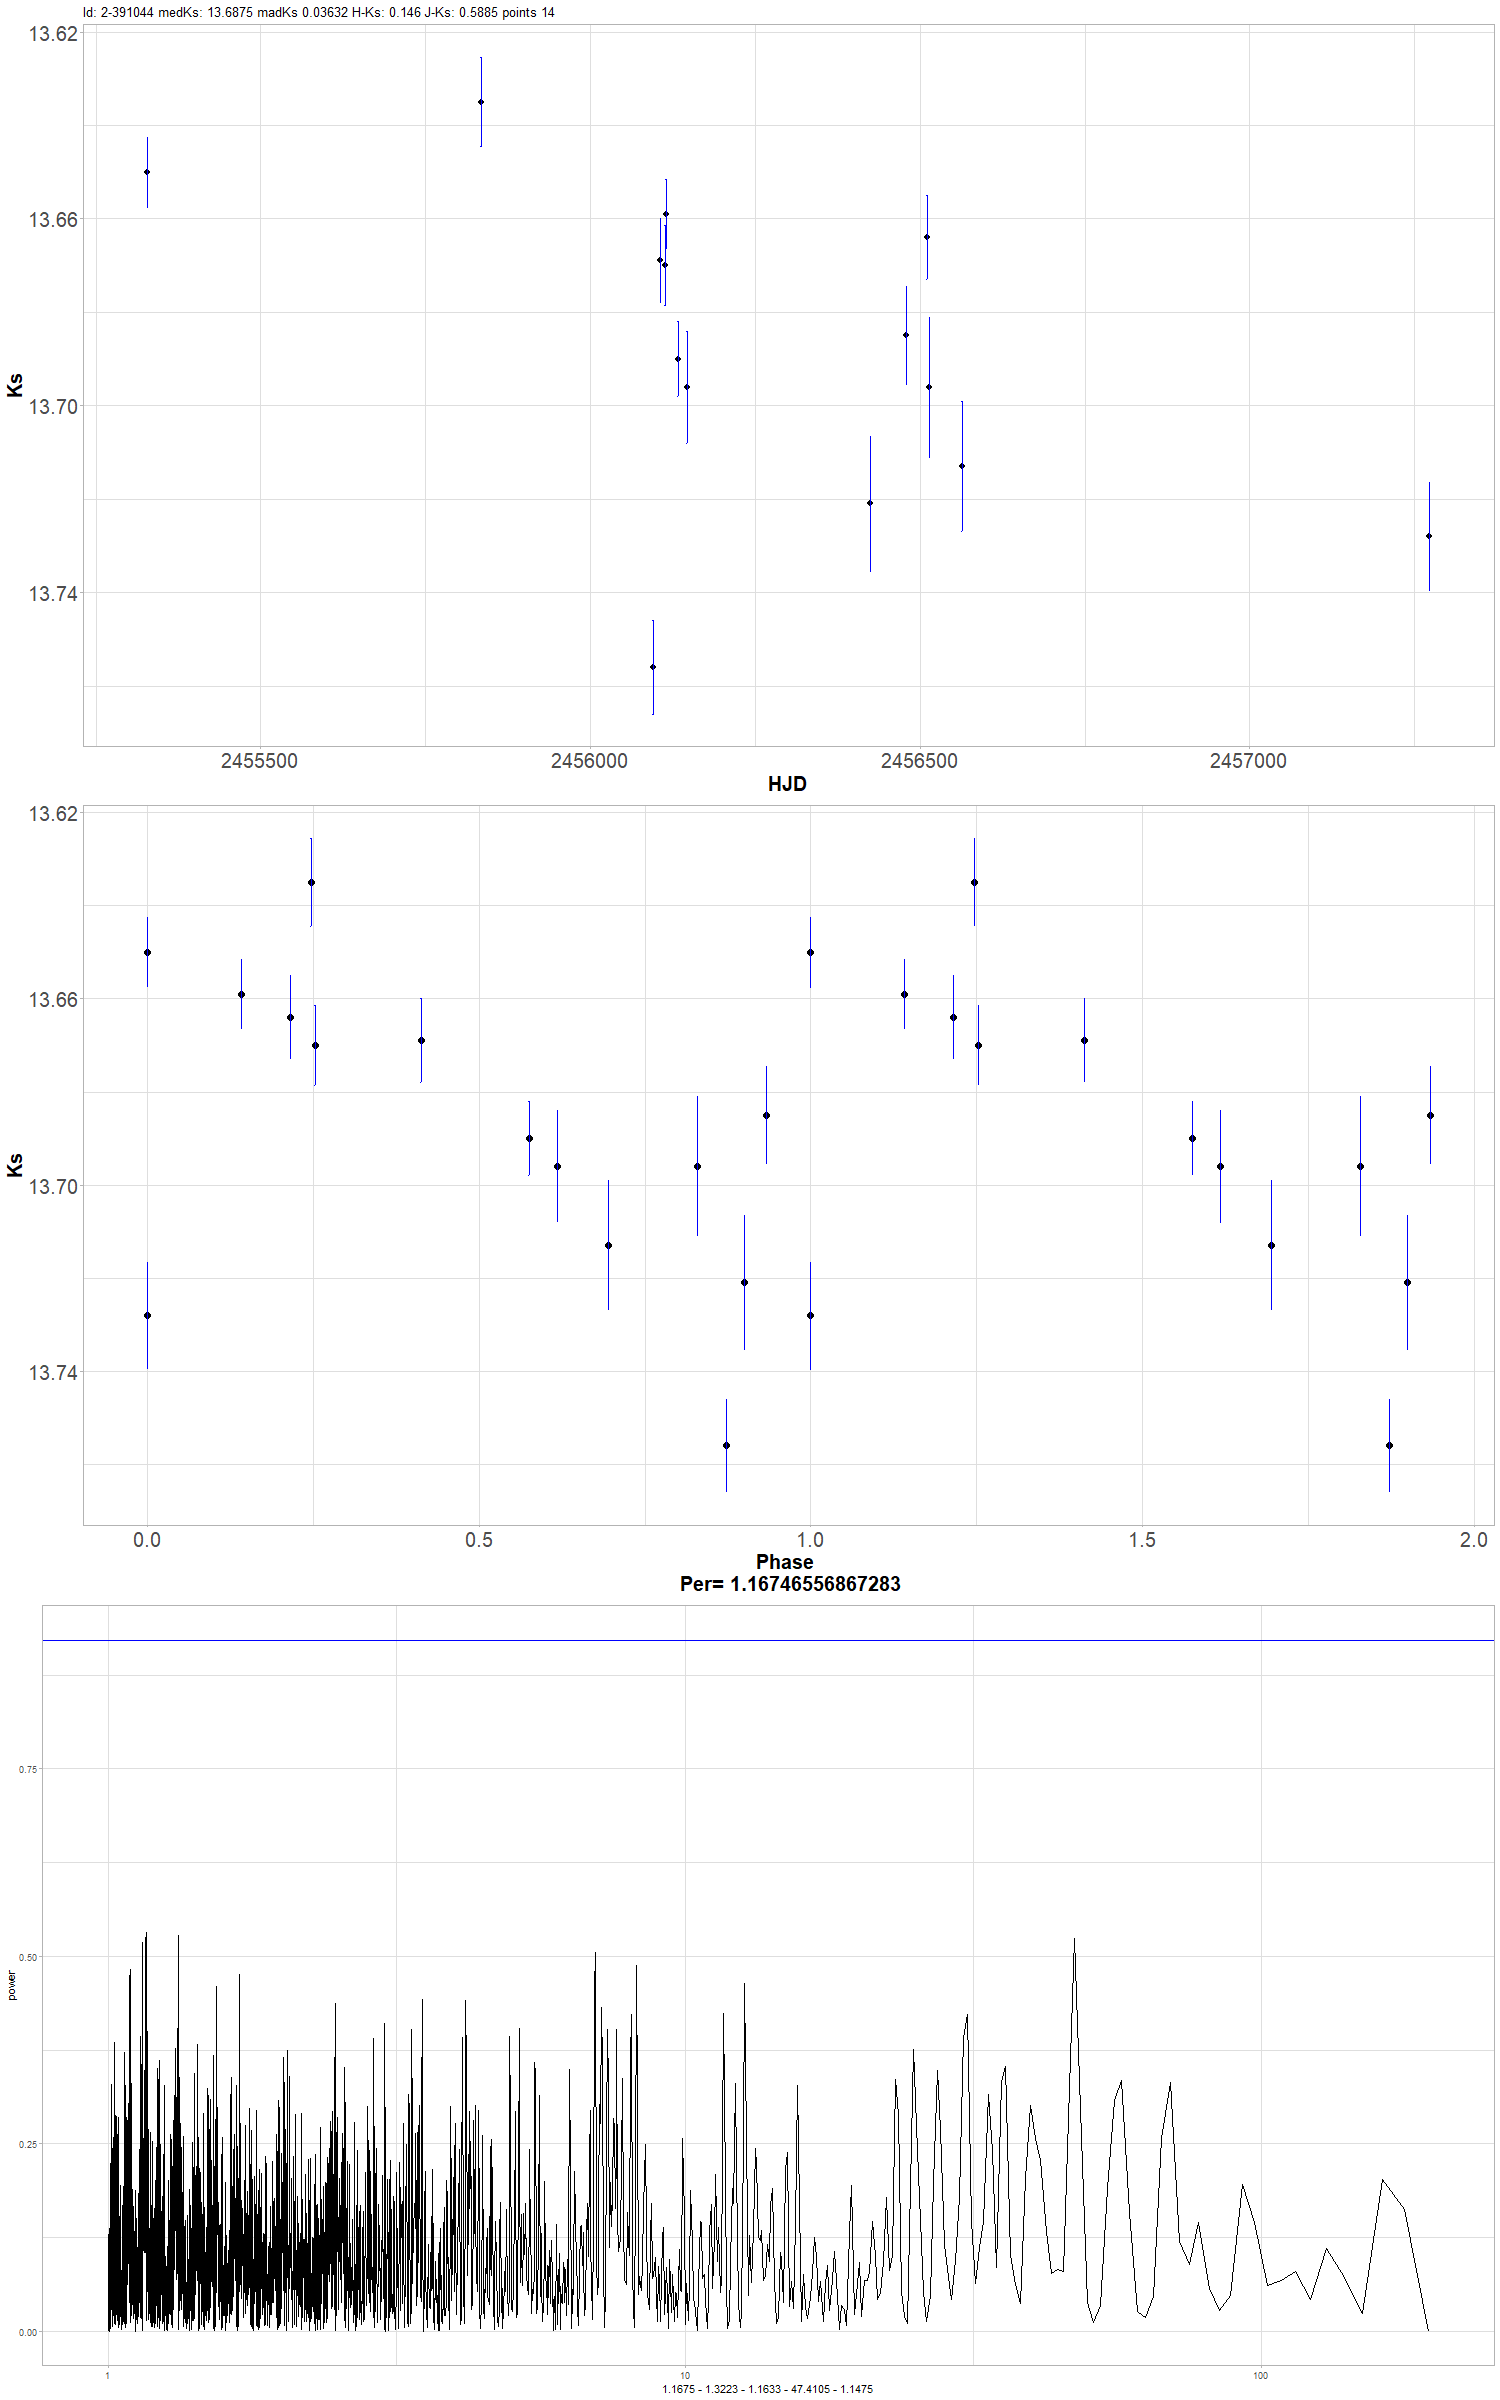 Id: 2-391044 medKs: 13.6875 madKs 0.03632 H-Ks: 0.146 J-Ks: 0.5885 points 14
13.62
13.66
13.70
13.74
Ks
2455500 2456000 2456500 2457000
HJD
13.62
13.66
13.70
13.74
Ks
0.0 0.5 1.0 1.5 2.0
Phase
Per= 1.16746556867283
0.75
0.50
0.25
0.00
power
1 10 100
1.1675 - 1.3223 - 1.1633 - 47.4105 - 1.1475